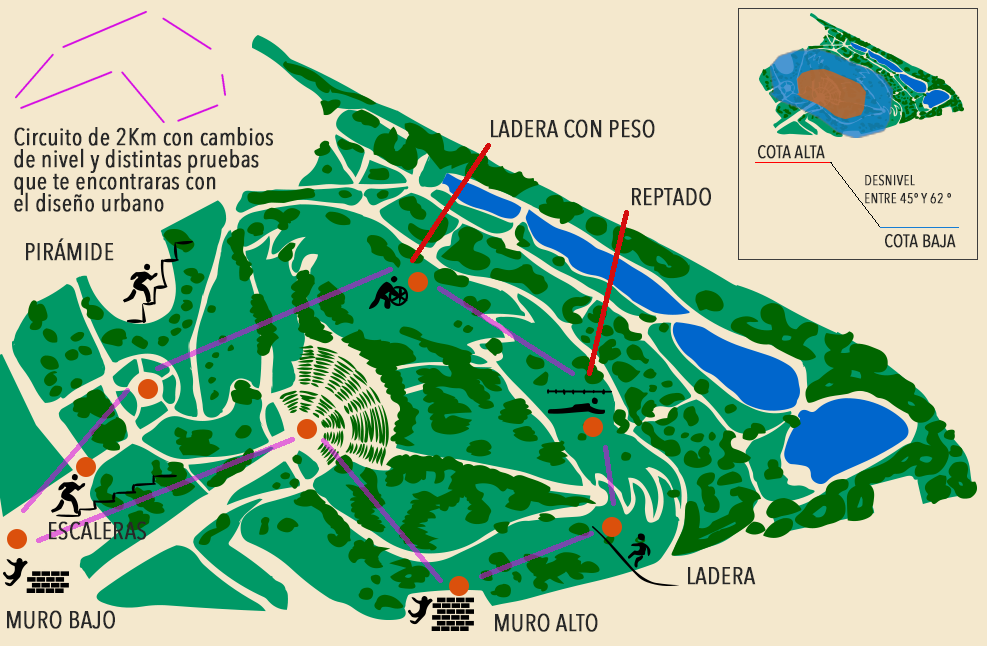 Circuito de 2Km con cambios
de nivel y distintas pruebas
que te encontraras con
el diseño urbano
LADERA CON PESO
REPTADO
COTA ALTA
DESNIVEL
ENTRE 45º Y 62 º
COTA BAJA
PIRÁMIDE
ESCALERAS
MURO BAJO
MURO ALTO
LADERA